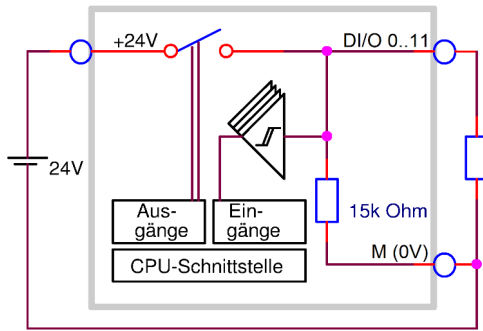 +24V
DI/O 0..11
24V
15k Ohm
Aus-
gänge
Ein-
gänge
M (0V)
CPU-Schnittstelle